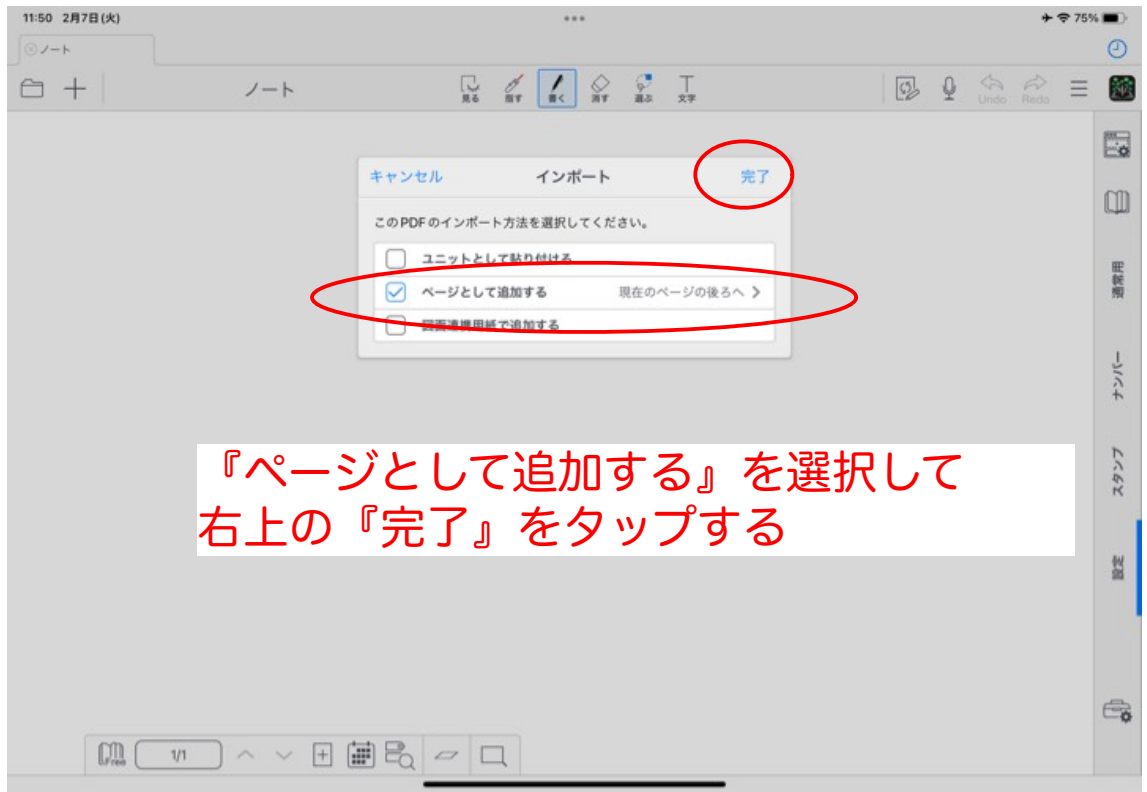 11:50 2月7日(火)
75%
ノート
ノート
見る 指す 書く 消す 選ぶ 文字
Undo Redo
キャンセル インポート 完了
このPDFのインポート方法を選択してください。
ユニットとして貼り付ける
ページとして追加する 現在のページの後ろへ
図面連携用紙で追加する
通常用
ナンバー
スタンプ
設定
『ページとして追加する』を選択して
右上の『完了』をタップする
Free 1/1